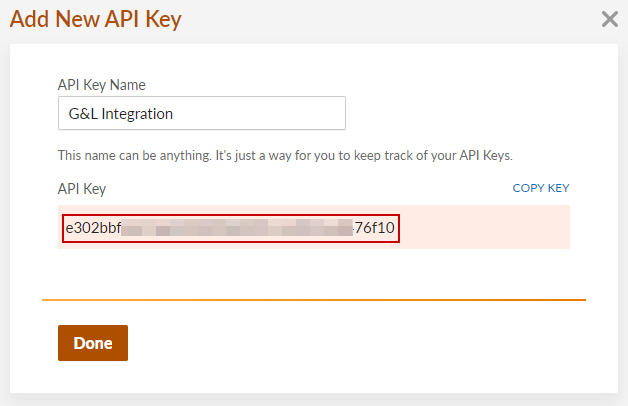 Add New API Key
API Key Name
G&L Integration
This name can be anything. It's just a way for you to keep track of your API Keys.
API Key
COPY KEY
e302bbf 76f10
Done